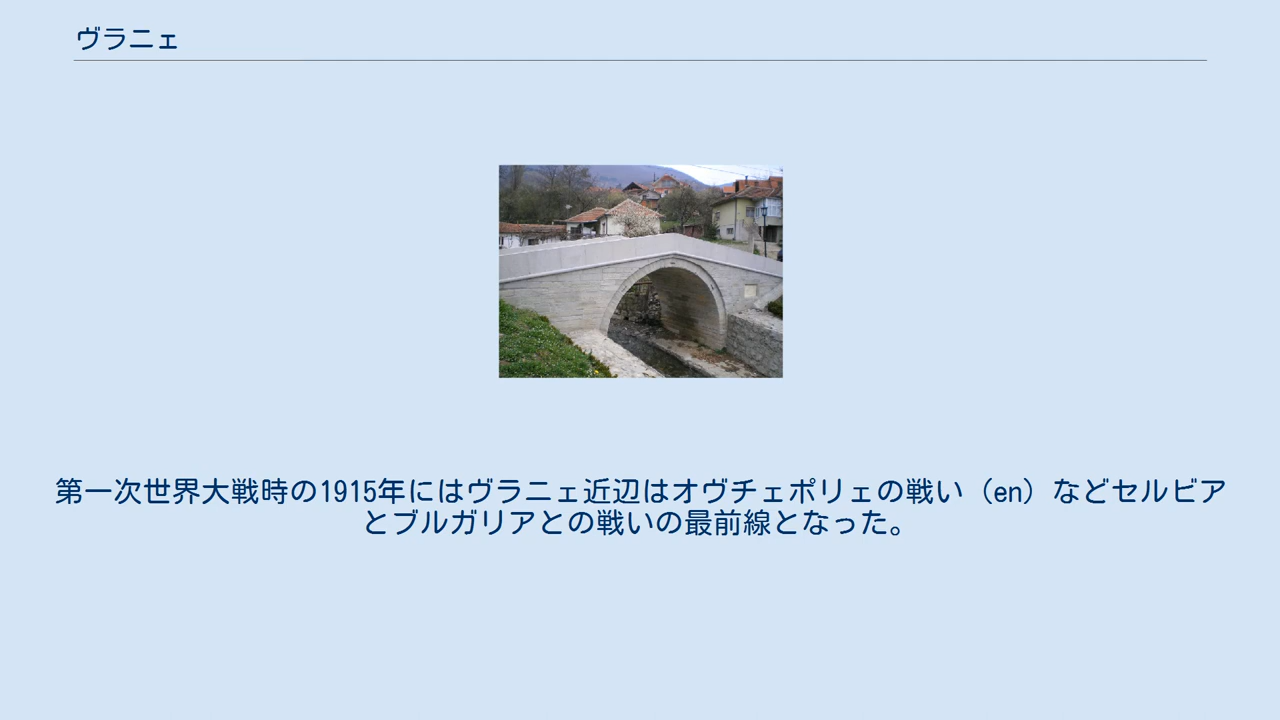 ヴラニェ
第一次世界大戦時の1915年にはヴラニェ近辺はオヴチェポリェの戦い（en）などセルビア
とブルガリアとの戦いの最前線となった。